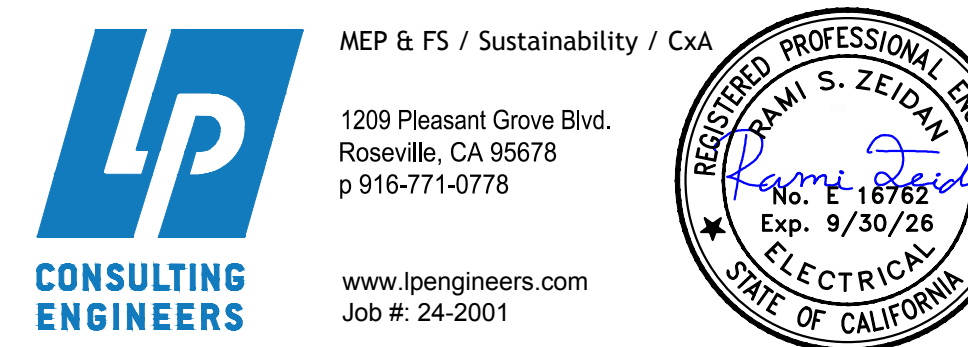 LP
CONSULTING
ENGINEERS
MEP & FS / Sustainability / CxA
1209 Pleasant Grove Blvd.
Roseville, CA 95678
p 916-771-0778
www.lpengineers.com
Job #: 24-2001
REGISTERED PROFESSIONAL
RAMI S. ZEIDAN
Rami
No. E 16762
Exp. 9/30/26
ELECTRICAL
STATE OF CALIFORNIA